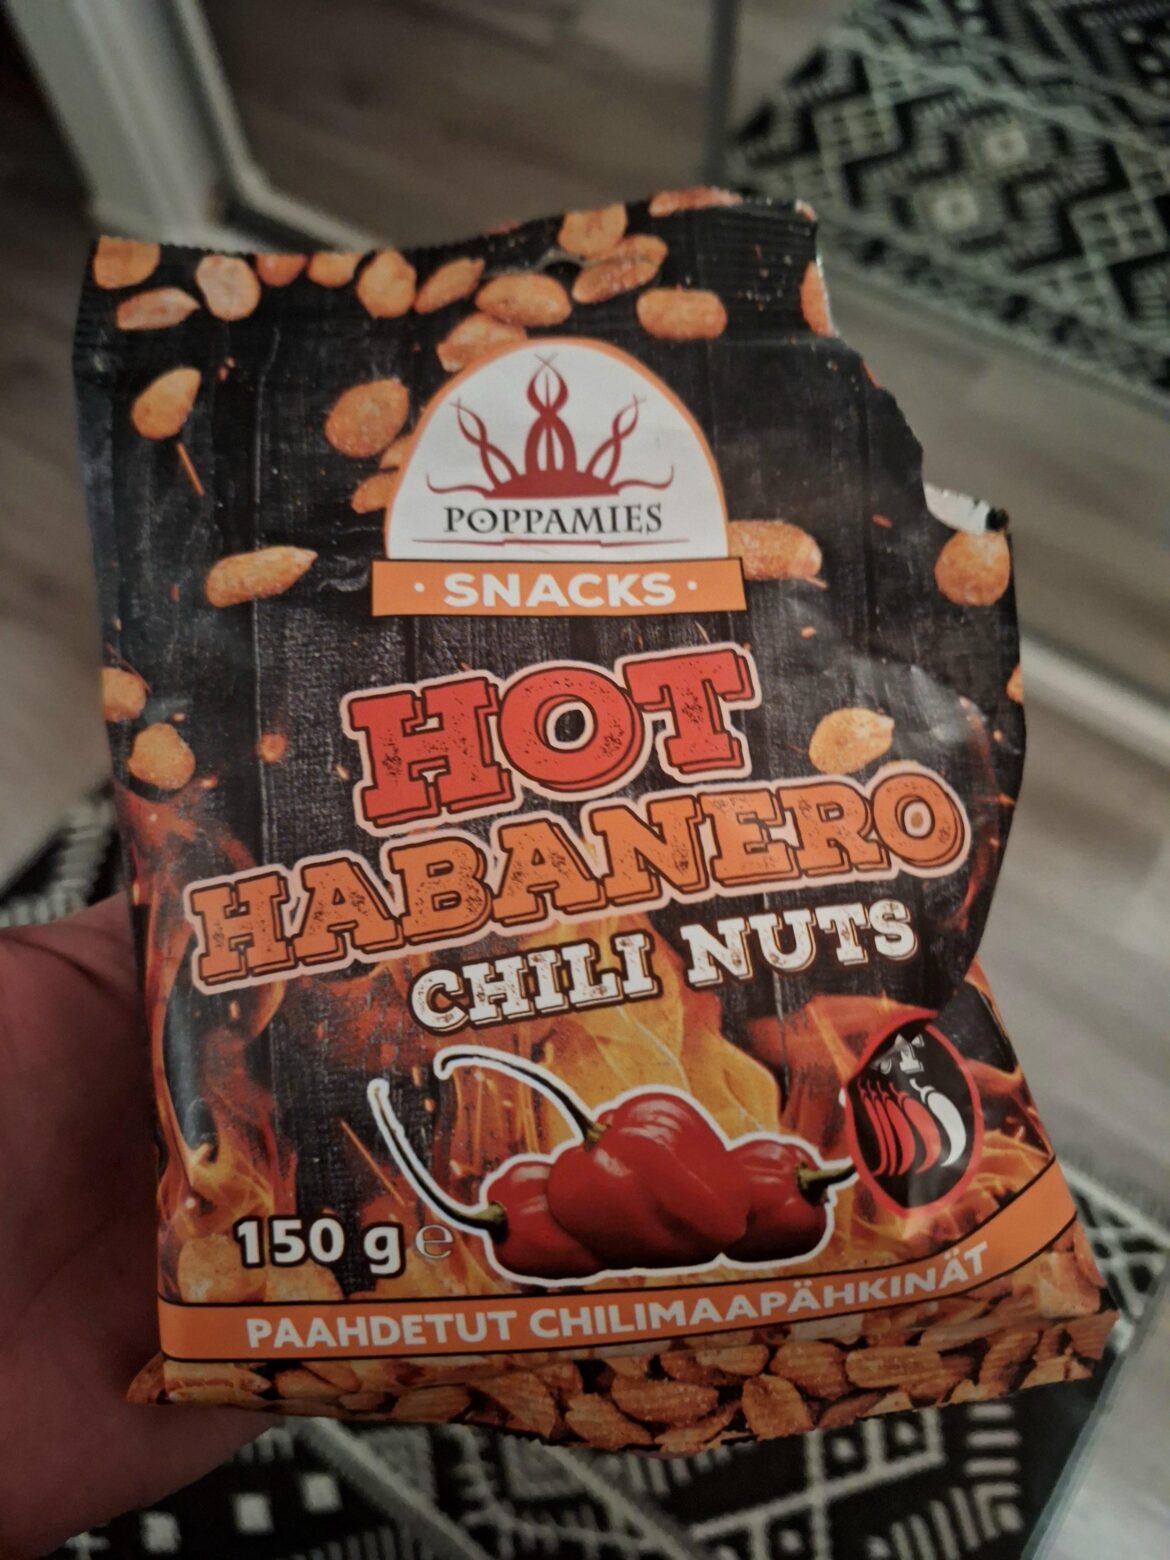 POPPAMIES
· SNACKS ·
HOT
HABANERO
CHILI NUTS
150 g ℮
PAAHDETUT CHILIMAAPÄHKINÄT